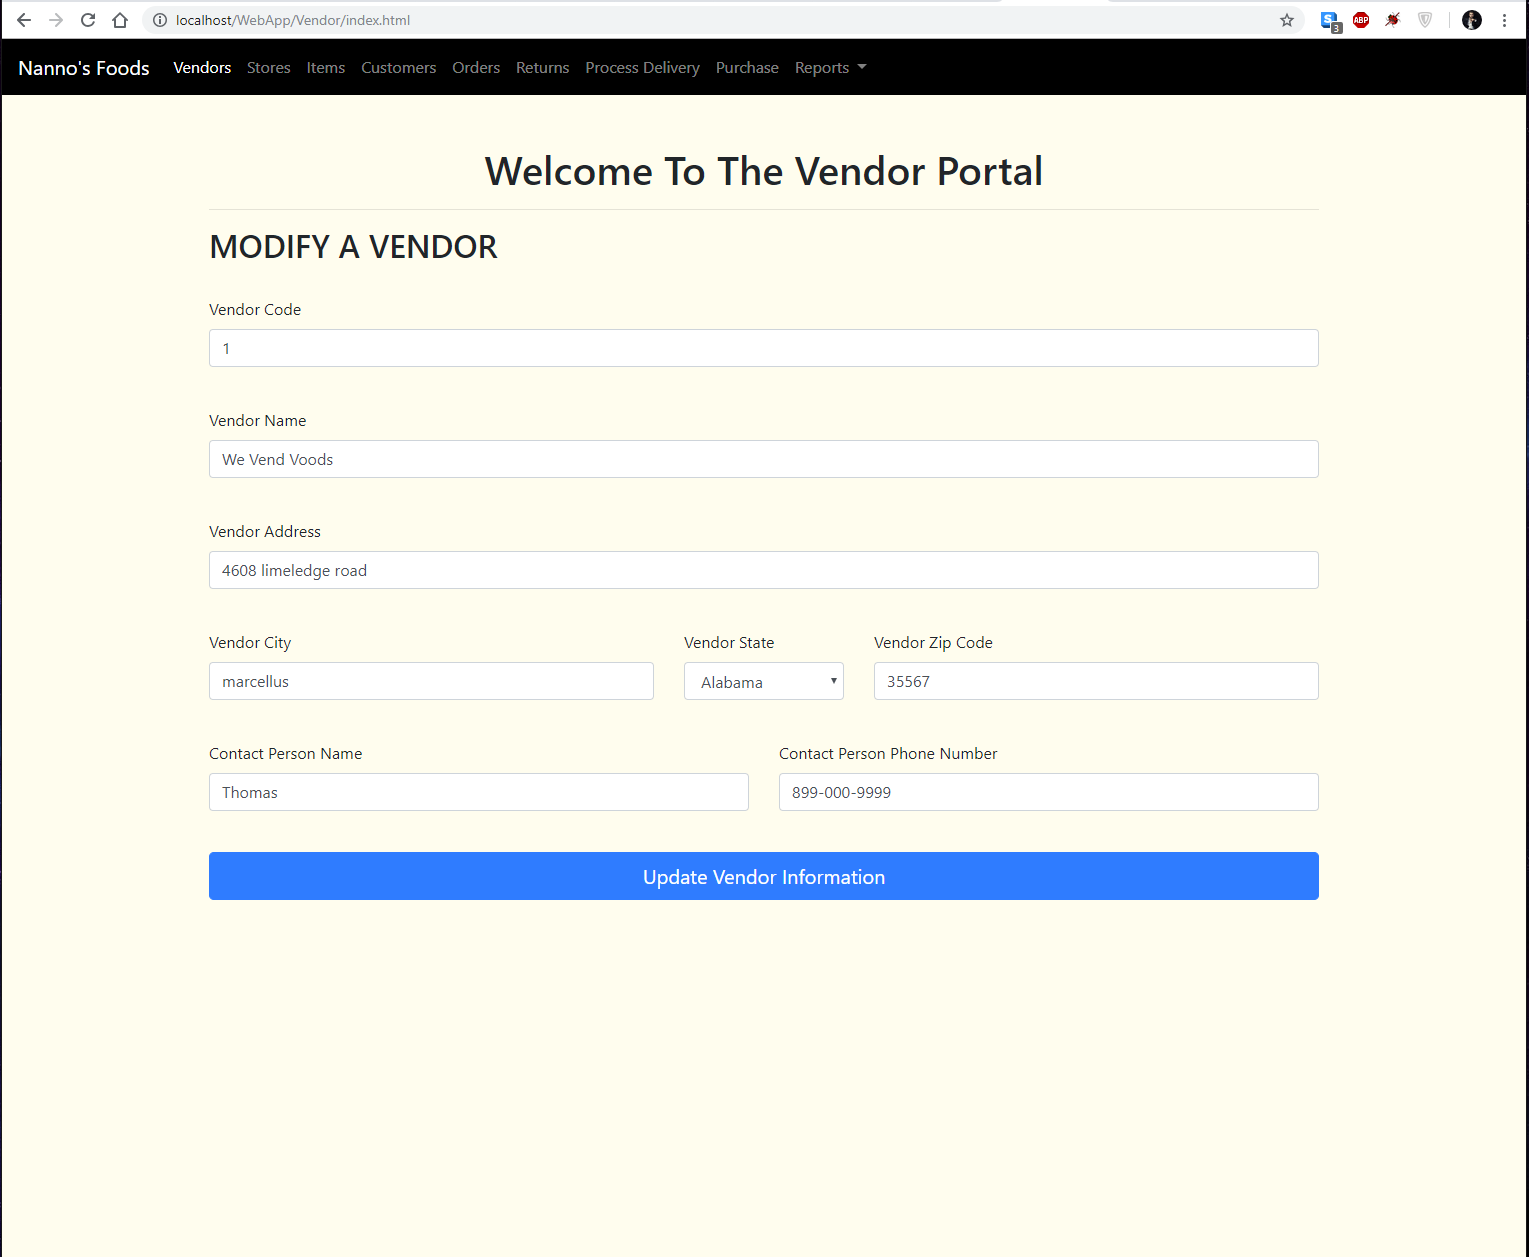 localhost/WebApp/Vendor/index.html
3
ABP
Nanno's Foods Vendors Stores Items Customers Orders Returns Process Delivery Purchase Reports
Welcome To The Vendor Portal
MODIFY A VENDOR
Vendor Code
1
Vendor Name
We Vend Voods
Vendor Address
4608 limeledge road
Vendor City Vendor State Vendor Zip Code
marcellus Alabama 35567
Contact Person Name Contact Person Phone Number
Thomas 899-000-9999
Update Vendor Information